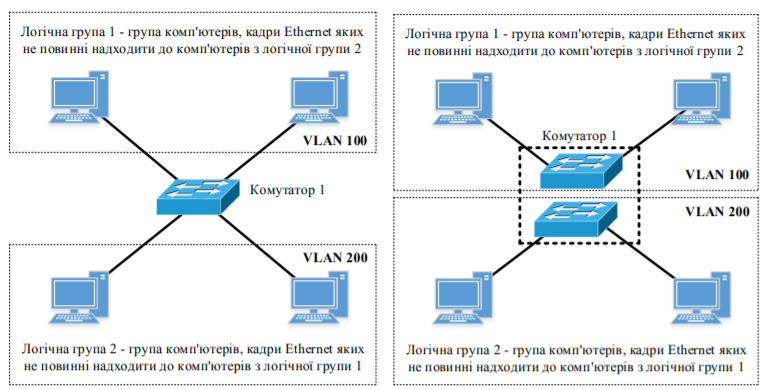 Логічна група 1 - група комп'ютерів, кадри Ethernet яких
не повинні надходити до комп'ютерів з логічної групи 2
VLAN 100
Комутатор 1
VLAN 200
Логічна група 2 - група комп'ютерів, кадри Ethernet яких
не повинні надходити до комп'ютерів з логічної групи 1
Логічна група 1 - група комп'ютерів, кадри Ethernet яких
не повинні надходити до комп'ютерів з логічної групи 2
Комутатор 1
VLAN 100
VLAN 200
Логічна група 2 - група комп'ютерів, кадри Ethernet яких
не повинні надходити до комп'ютерів з логічної групи 1